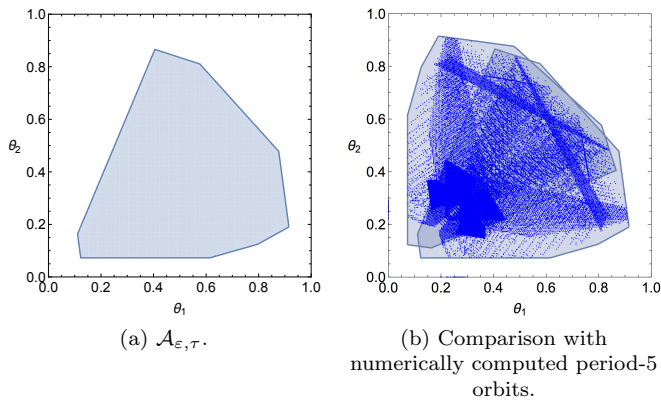 1.0
0.8
0.6
θ2
0.4
0.2
0.0
0.0 0.2 0.4 0.6 0.8 1.0
θ1
(a) 𝒜ε,τ.
1.0
0.8
0.6
θ2
0.4
0.2
0.0
0.0 0.2 0.4 0.6 0.8 1.0
θ1
(b) Comparison with
numerically computed period-5
orbits.